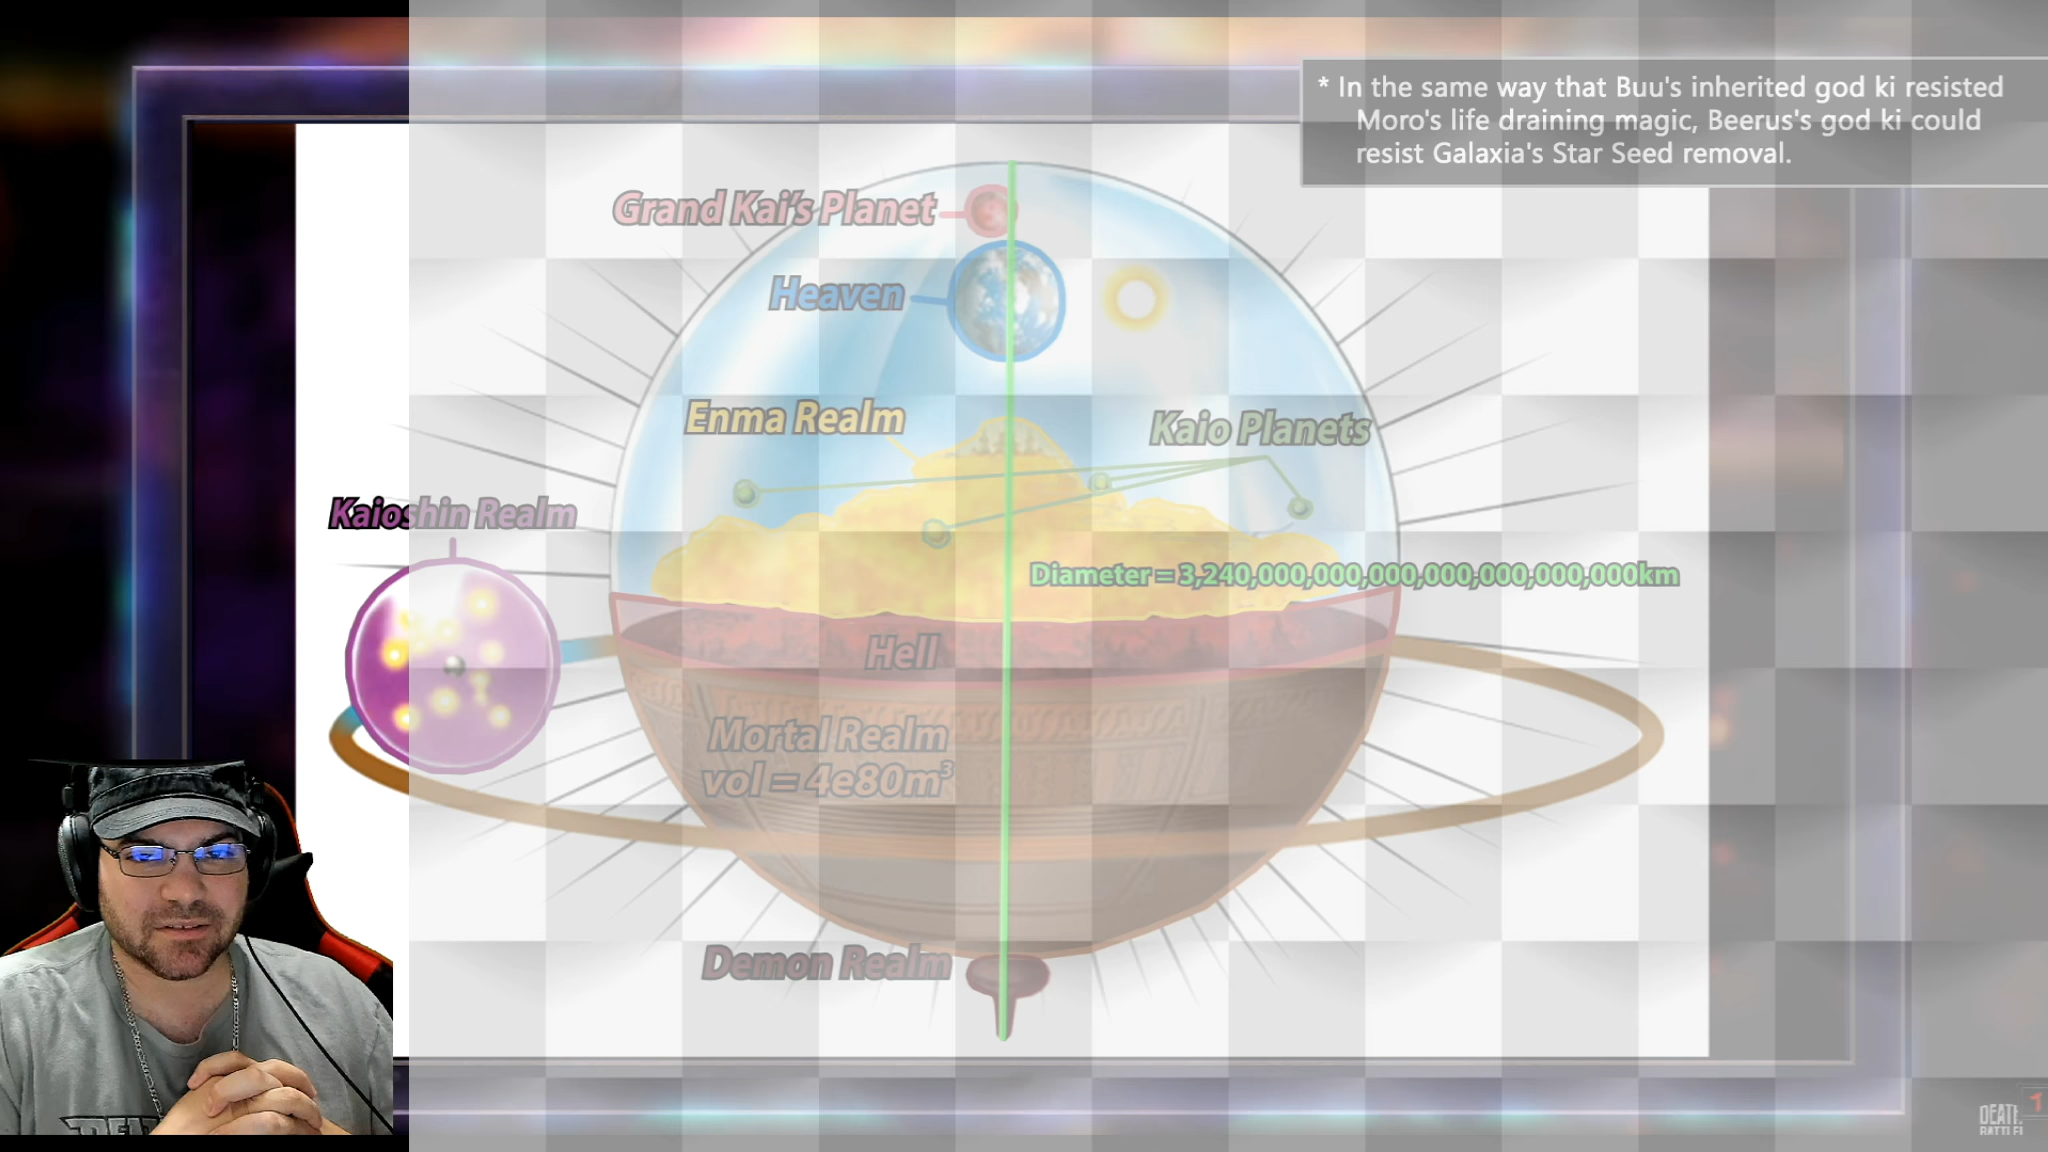 * In the same way that Buu's inherited god ki resisted
Moro's life draining magic, Beerus's god ki could
resist Galaxia's Star Seed removal.
Grand Kai's Planet
Heaven
Enma Realm
Kaio Planets
Kaioshin Realm
Diameter = 3,240,000,000,000,000,000,000,000km
Hell
Mortal Realm
vol = 4e80m³
Demon Realm